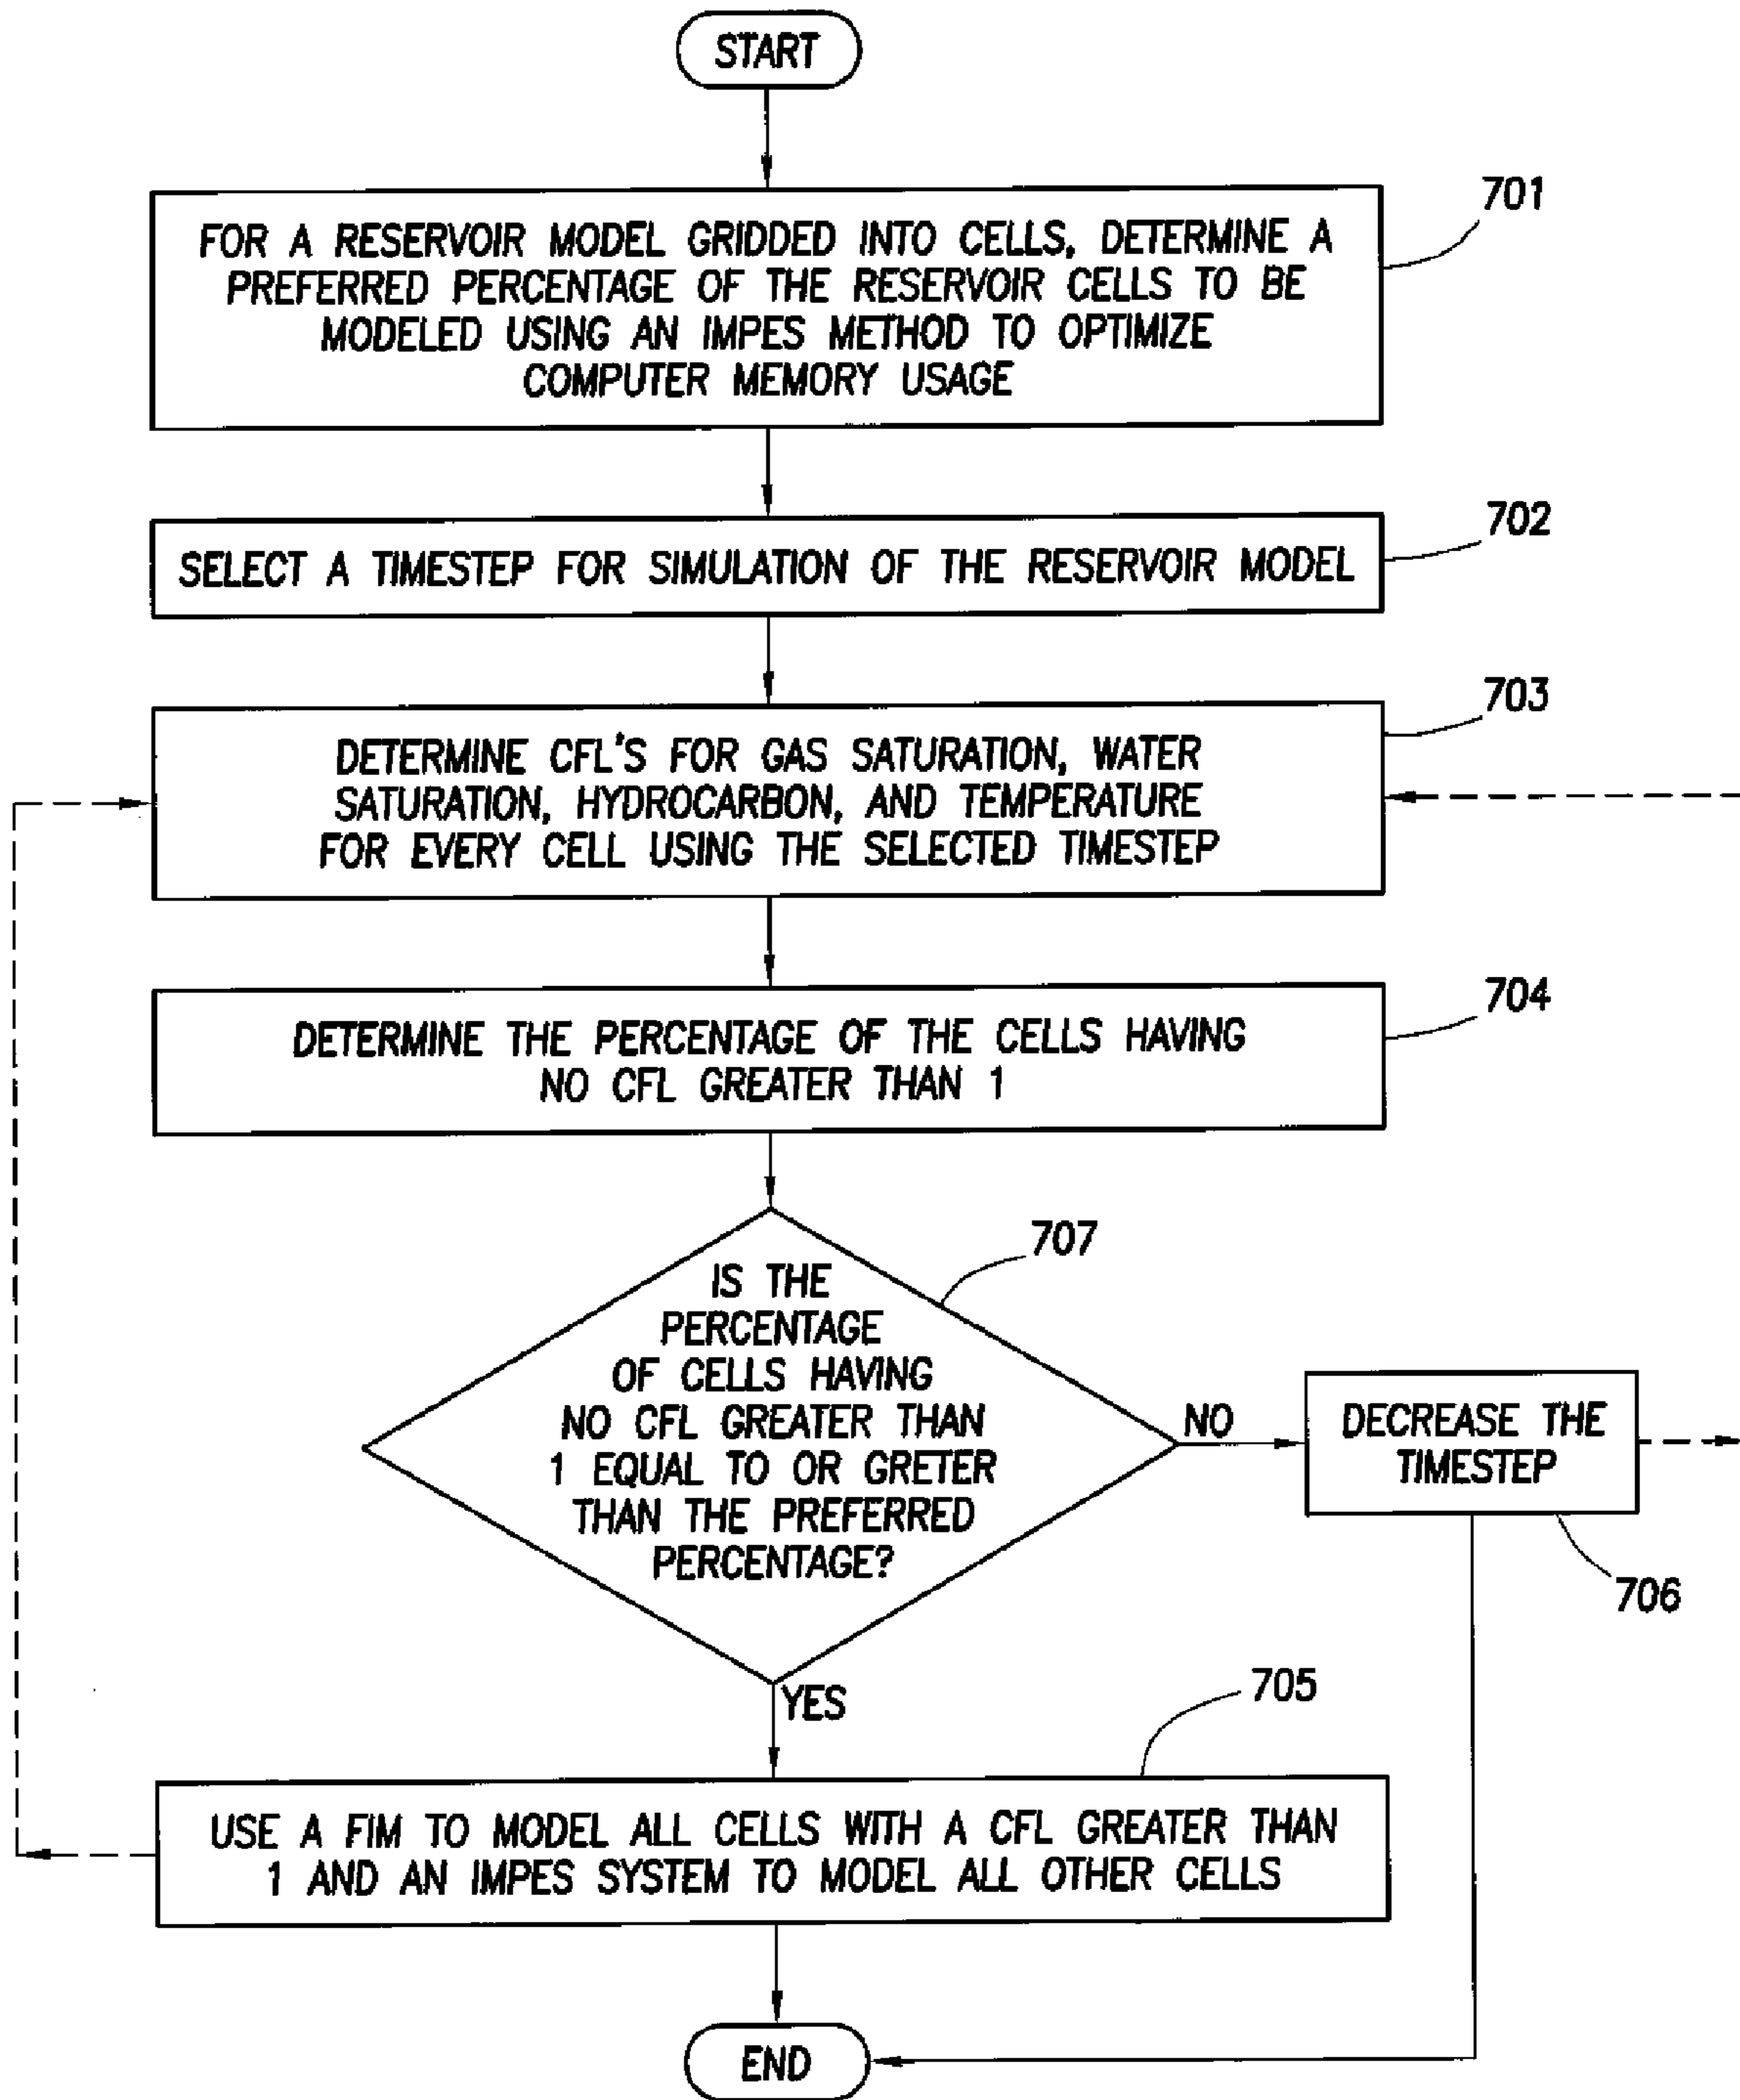 START
701
FOR A RESERVOIR MODEL GRIDDED INTO CELLS, DETERMINE A
PREFERRED PERCENTAGE OF THE RESERVOIR CELLS TO BE
MODELED USING AN IMPES METHOD TO OPTIMIZE
COMPUTER MEMORY USAGE
702
SELECT A TIMESTEP FOR SIMULATION OF THE RESERVOIR MODEL
703
DETERMINE CFL'S FOR GAS SATURATION, WATER
SATURATION, HYDROCARBON, AND TEMPERATURE
FOR EVERY CELL USING THE SELECTED TIMESTEP
704
DETERMINE THE PERCENTAGE OF THE CELLS HAVING
NO CFL GREATER THAN 1
707
IS THE
PERCENTAGE
OF CELLS HAVING
NO CFL GREATER THAN
1 EQUAL TO OR GRETER
THAN THE PREFERRED
PERCENTAGE?
NO
DECREASE THE
TIMESTEP
706
YES
705
USE A FIM TO MODEL ALL CELLS WITH A CFL GREATER THAN
1 AND AN IMPES SYSTEM TO MODEL ALL OTHER CELLS
END